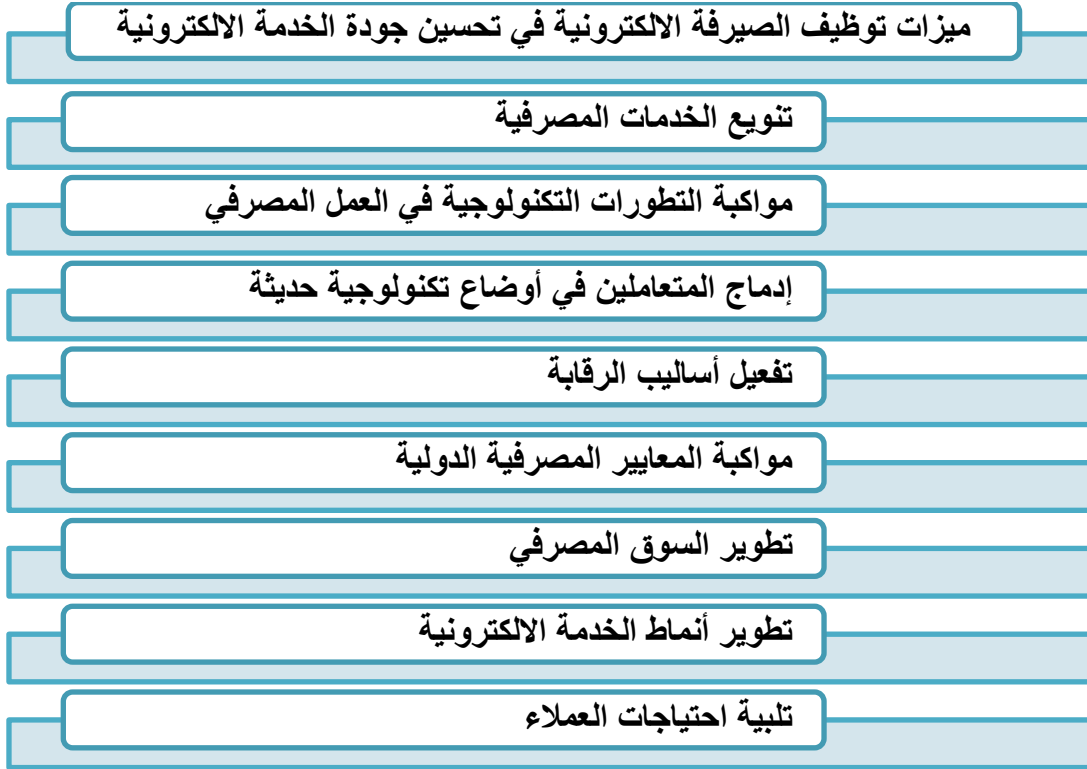 ميزات توظيف الصيرفة الالكترونية في تحسين جودة الخدمة الالكترونية
تنويع الخدمات المصرفية
مواكبة التطورات التكنولوجية في العمل المصرفي
إدماج المتعاملين في أوضاع تكنولوجية حديثة
تفعيل أساليب الرقابة
مواكبة المعايير المصرفية الدولية
تطوير السوق المصرفي
تطوير أنماط الخدمة الالكترونية
تلبية احتياجات العملاء